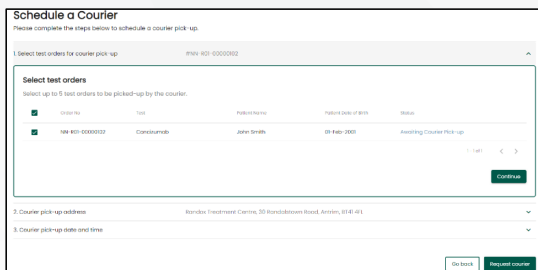 Schedule a Courier
Please complete the steps below to schedule a courier pick-up.
1. Select test orders for courier pick-up #NN-R01-00000102
Select test orders
Select up to 5 test orders to be picked-up by the courier.
Order No Test Patient Name Patient Date of Birth Status
NN-R01-00000102 Concizumab John Smith 01-Feb-2001 Awaiting Courier Pick-up
1 - 1 of 1
Continue
2. Courier pick-up address Randox Treatment Centre, 30 Randalstown Road, Antrim, BT41 4FL
3. Courier pick-up date and time
Go back Request courier